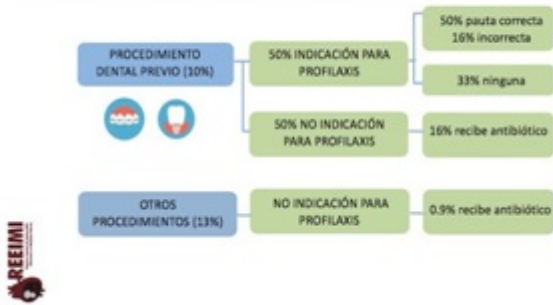 PROCEDIMIENTO
DENTAL PREVIO (10%)
50% INDICACIÓN PARA
PROFILAXIS
50% pauta correcta
16% incorrecta
33% ninguna
50% NO INDICACIÓN
PARA PROFILAXIS
16% recibe antibiótico
OTROS
PROCEDIMIENTOS (13%)
NO INDICACIÓN PARA
PROFILAXIS
0.9% recibe antibiótico
REEIMI